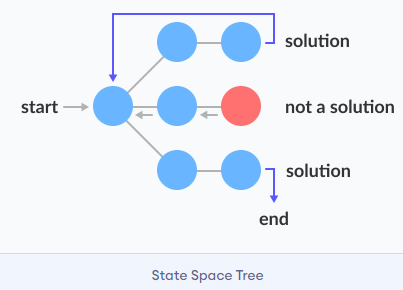 solution
start
not a solution
solution
end
State Space Tree